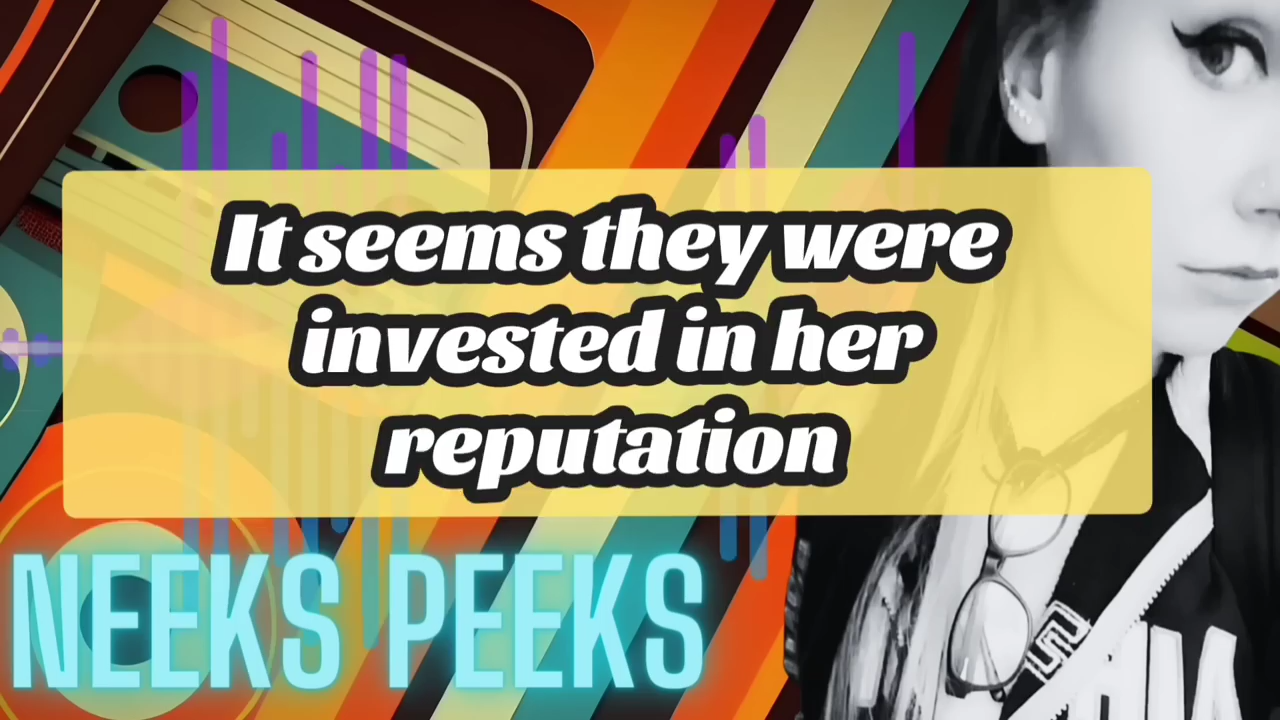 It seems they were
invested in her
reputation
NEEKS PEEKS